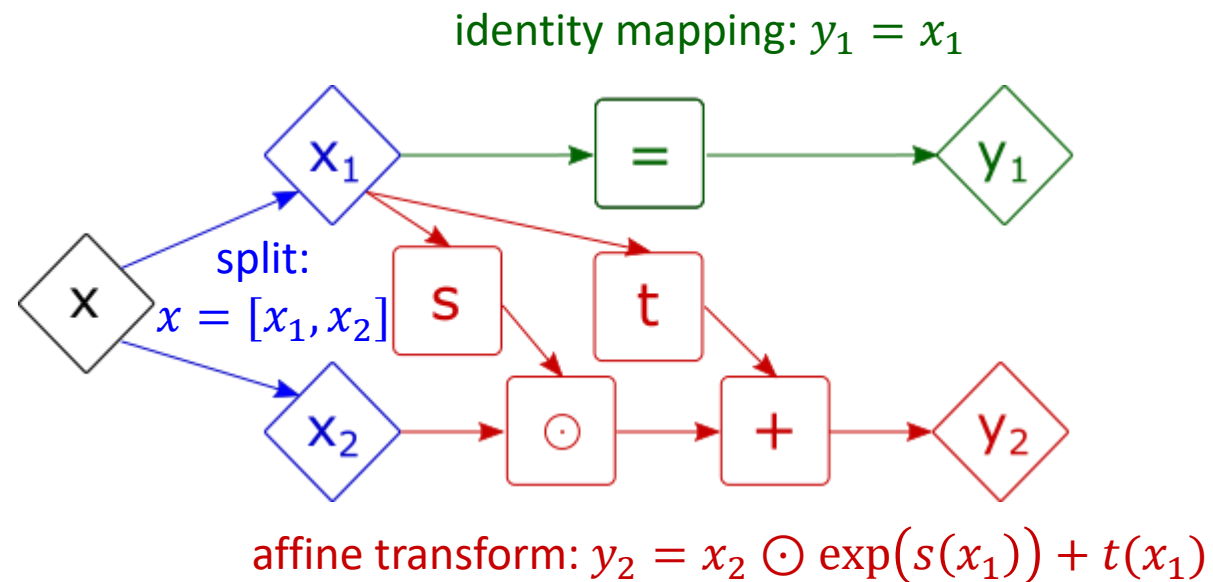 identity mapping: y₁ = x₁
x₁
=
y₁
split:
x
x = [x₁, x₂]
s
t
x₂
⊙
+
y₂
affine transform: y₂ = x₂ ⊙ exp(s(x₁)) + t(x₁)